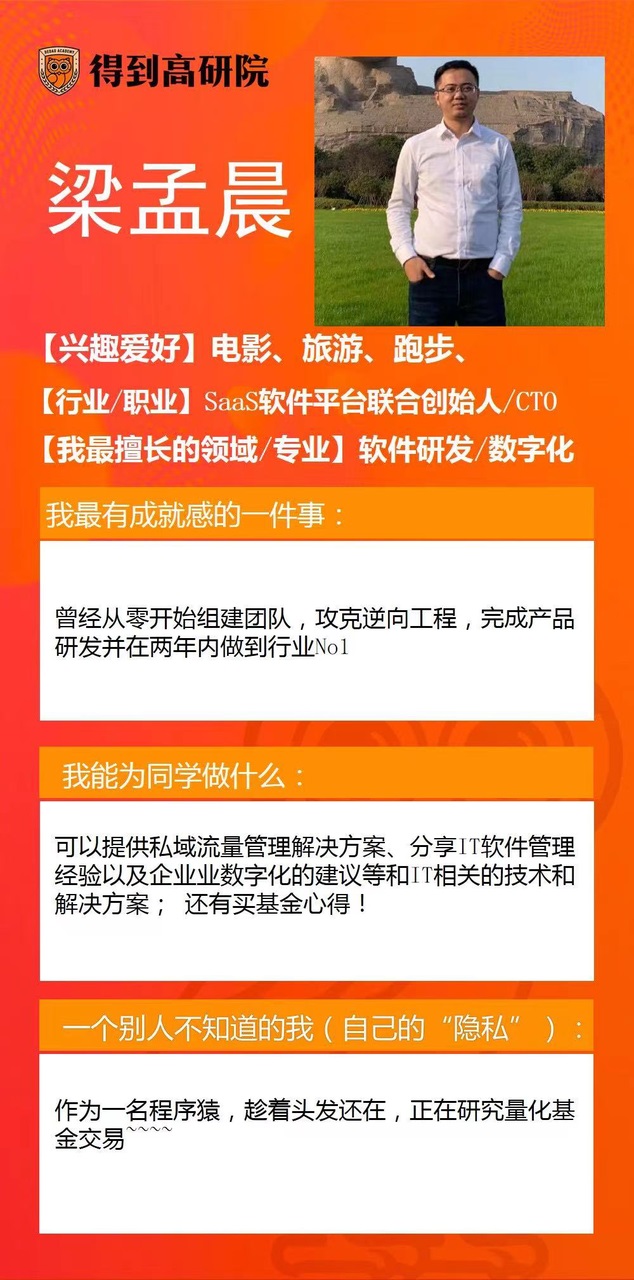 DEDAO ACADEMY
得到高研院
梁孟晨
【兴趣爱好】电影、旅游、跑步、
【行业/职业】SaaS软件平台联合创始人/CTO
【我最擅长的领域/专业】软件研发/数字化
我最有成就感的一件事：
曾经从零开始组建团队，攻克逆向工程，完成产品
研发并在两年内做到行业No1
我能为同学做什么：
可以提供私域流量管理解决方案、分享IT软件管理
经验以及企业业数字化的建议等和IT相关的技术和
解决方案； 还有买基金心得！
一个别人不知道的我（自己的“隐私”）：
作为一名程序猿，趁着头发还在，正在研究量化基
金交易~~~~